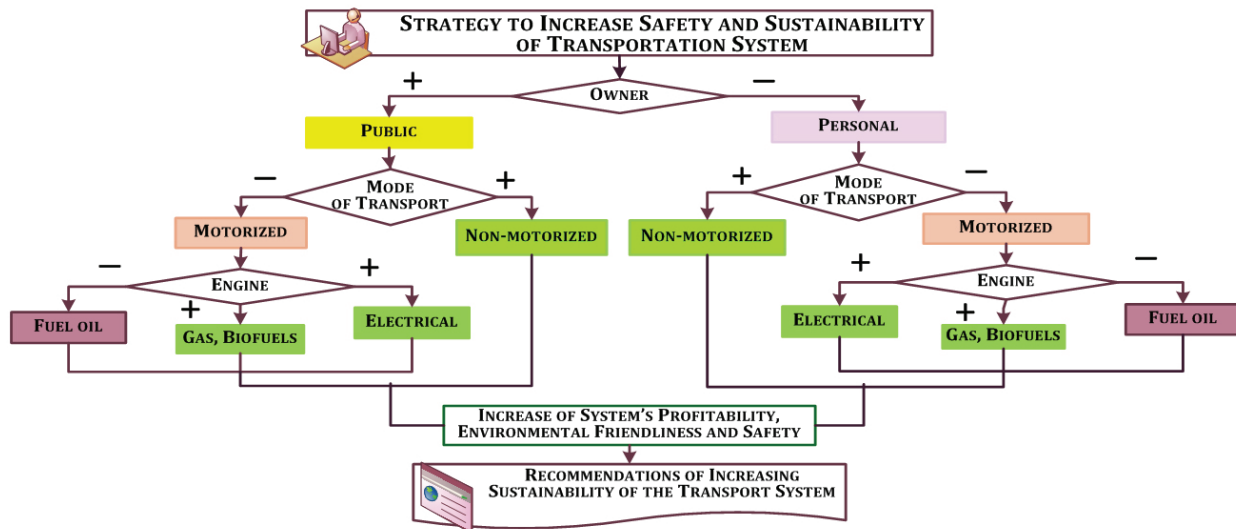 STRATEGY TO INCREASE SAFETY AND SUSTAINABILITY
OF TRANSPORTATION SYSTEM
+
−
OWNER
PUBLIC
PERSONAL
−
MODE
OF TRANSPORT
+
+
MODE
OF TRANSPORT
−
MOTORIZED
NON-MOTORIZED
NON-MOTORIZED
MOTORIZED
−
ENGINE
+
+
ENGINE
−
FUEL OIL
+
GAS, BIOFUELS
ELECTRICAL
ELECTRICAL
+
GAS, BIOFUELS
FUEL OIL
INCREASE OF SYSTEM'S PROFITABILITY,
ENVIRONMENTAL FRIENDLINESS AND SAFETY
RECOMMENDATIONS OF INCREASING
SUSTAINABILITY OF THE TRANSPORT SYSTEM